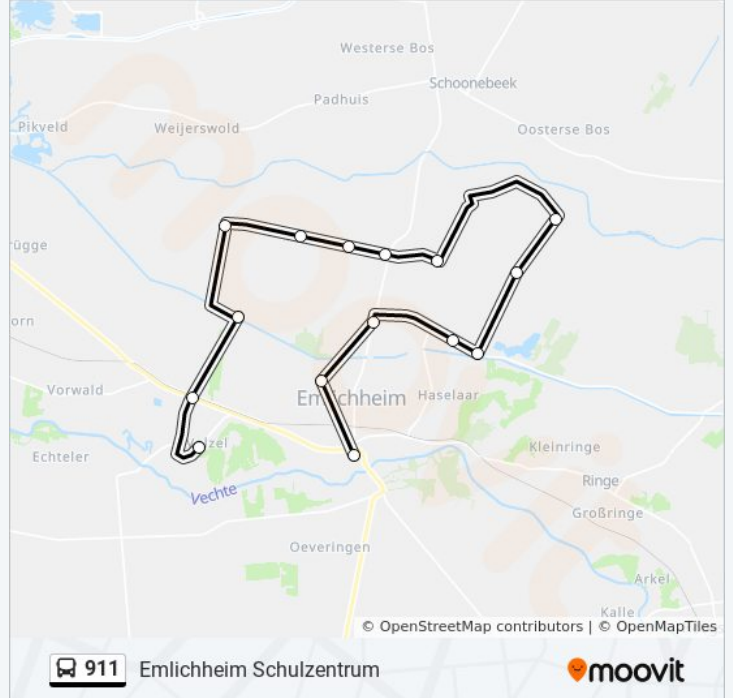 Westerse Bos
Schoonebeek
Padhuis
Pikveld
Weijerswold
Oosterse Bos
rügge
orn
Emlichheim
Haselaar
Vorwald
Echteler
Kleinringe
Vechte
Ringe
Großringe
Oeveringen
Arkel
Kalle
© OpenStreetMap contributors | © OpenMapTiles
911 Emlichheim Schulzentrum
moovit